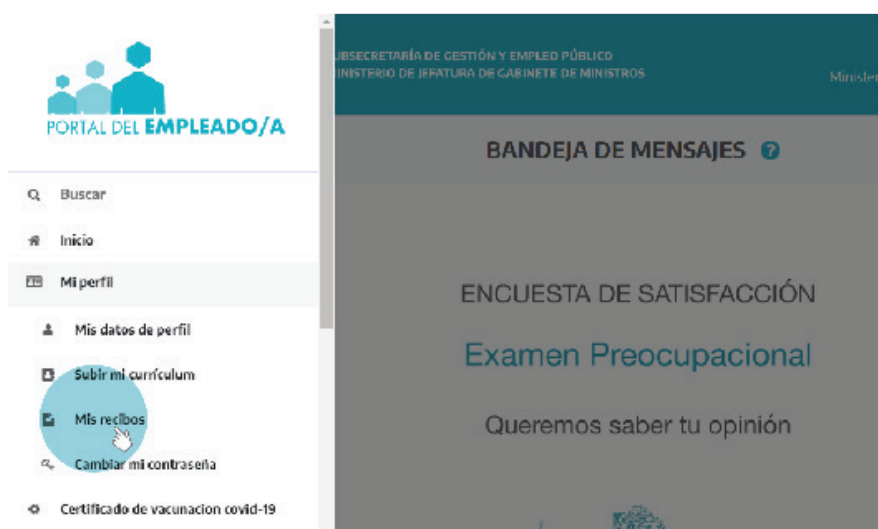 PORTAL DEL EMPLEADO/A
Buscar
Inicio
Mi perfil
Mis datos de perfil
Subir mi currículum
Mis recibos
Cambiar mi contraseña
Certificado de vacunacion covid-19
UBSECRETARÍA DE GESTIÓN Y EMPLEO PÚBLICO
INISTERIO DE JEFATURA DE GABINETE DE MINISTROS
Minister
BANDEJA DE MENSAJES
ENCUESTA DE SATISFACCIÓN
Examen Preocupacional
Queremos saber tu opinión